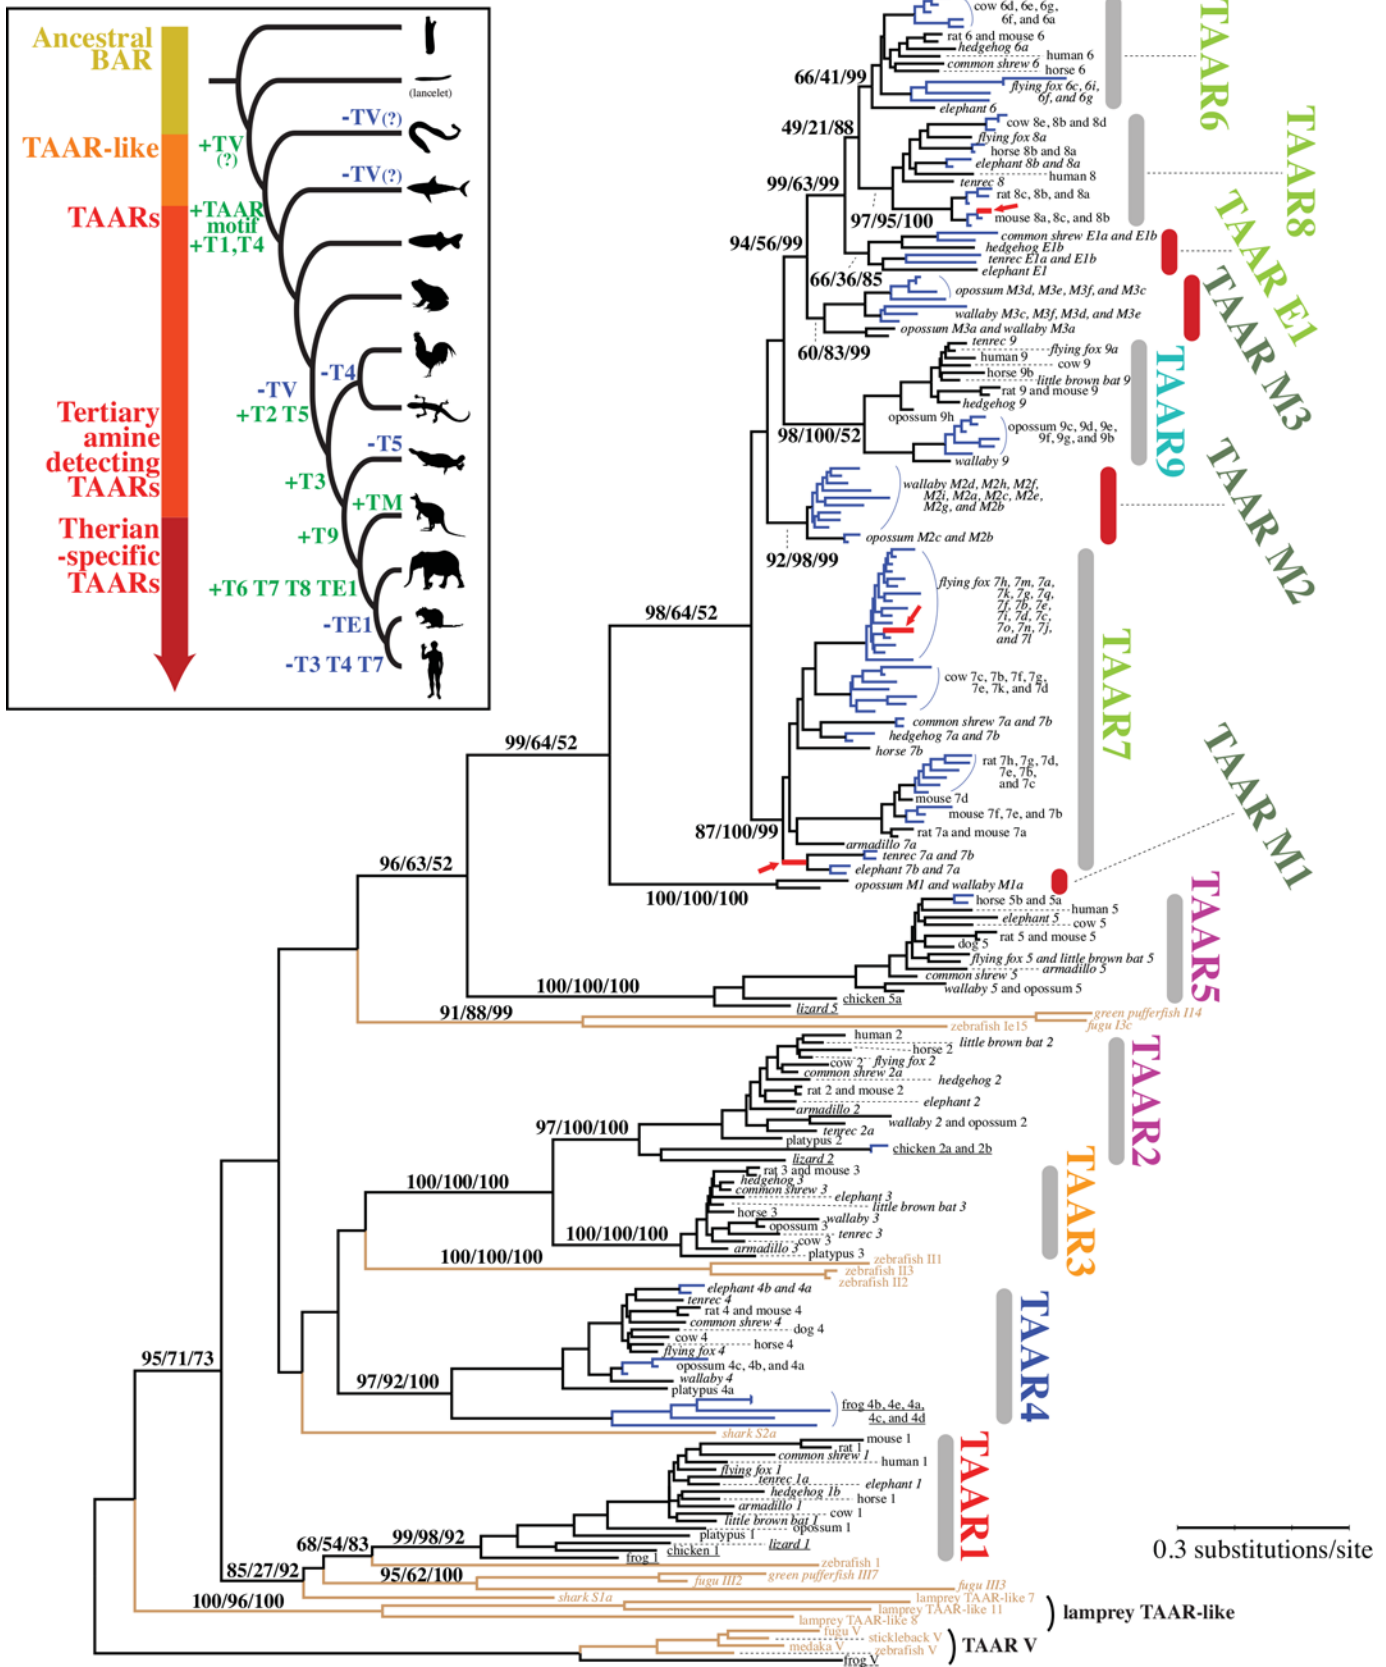 Ancestral
BAR
TAAR-like
TAARs
Tertiary
amine
detecting
TAARs
Therian
-specific
TAARs
(lancelet)
-TV(?)
+TV
(?)
-TV(?)
+TAAR
motif
+T1,T4
-T4
-TV
+T2 T5
-T5
+T3
+TM
+T9
+T6 T7 T8 TE1
-TE1
-T3 T4 T7
cow 6d, 6e, 6g,
6f, and 6a
rat 6 and mouse 6
hedgehog 6a
human 6
common shrew 6
horse 6
66/41/99
flying fox 6c, 6i,
6f, and 6g
elephant 6
TAAR6
49/21/88
cow 8e, 8b and 8d
flying fox 8a
horse 8b and 8a
elephant 8b and 8a
human 8
tenrec 8
99/63/99
rat 8c, 8b, and 8a
97/95/100
mouse 8a, 8c, and 8b
TAAR8
94/56/99
common shrew E1a and E1b
hedgehog E1b
tenrec E1a and E1b
elephant E1
66/36/85
TAAR E1
opossum M3d, M3e, M3f, and M3c
wallaby M3c, M3f, M3d, and M3e
opossum M3a and wallaby M3a
60/83/99
TAAR M3
tenrec 9
flying fox 9a
human 9
cow 9
horse 9b
little brown bat 9
rat 9 and mouse 9
hedgehog 9
opossum 9h
98/100/52
opossum 9c, 9d, 9e,
9f, 9g, and 9b
wallaby 9
TAAR9
wallaby M2d, M2h, M2f,
M2i, M2a, M2c, M2e,
M2g, and M2b
opossum M2c and M2b
92/98/99
TAAR M2
98/64/52
flying fox 7h, 7m, 7a,
7k, 7g, 7q,
7f, 7b, 7e,
7i, 7d, 7c,
7o, 7n, 7j,
and 7l
cow 7c, 7b, 7f, 7g,
7e, 7k, and 7d
common shrew 7a and 7b
hedgehog 7a and 7b
horse 7b
rat 7h, 7g, 7d,
7e, 7b,
and 7c
mouse 7d
mouse 7f, 7e, and 7b
rat 7a and mouse 7a
87/100/99
armadillo 7a
tenrec 7a and 7b
elephant 7b and 7a
TAAR7
99/64/52
opossum M1 and wallaby M1a
100/100/100
TAAR M1
96/63/52
horse 5b and 5a
human 5
elephant 5
cow 5
rat 5 and mouse 5
dog 5
flying fox 5 and little brown bat 5
armadillo 5
common shrew 5
wallaby 5 and opossum 5
100/100/100
chicken 5a
lizard 5
TAAR5
91/88/99
green pufferfish I14
zebrafish Ie15
fugu I3c
human 2
little brown bat 2
horse 2
cow 2
flying fox 2
common shrew 2a
hedgehog 2
rat 2 and mouse 2
elephant 2
armadillo 2
wallaby 2 and opossum 2
tenrec 2a
platypus 2
97/100/100
chicken 2a and 2b
lizard 2
TAAR2
100/100/100
rat 3 and mouse 3
hedgehog 3
common shrew 3
elephant 3
little brown bat 3
horse 3
wallaby 3
opossum 3
tenrec 3
cow 3
armadillo 3
platypus 3
100/100/100
TAAR3
100/100/100
zebrafish II1
zebrafish II3
zebrafish II2
elephant 4b and 4a
tenrec 4
rat 4 and mouse 4
common shrew 4
dog 4
cow 4
horse 4
flying fox 4
opossum 4c, 4b, and 4a
wallaby 4
platypus 4a
97/92/100
frog 4b, 4e, 4a,
4c, and 4d
TAAR4
shark S2a
95/71/73
mouse 1
rat 1
common shrew 1
human 1
flying fox 1
tenrec 1a
elephant 1
hedgehog 1b
horse 1
armadillo 1
cow 1
little brown bat 1
opossum 1
platypus 1
lizard 1
chicken 1
frog 1
99/98/92
TAAR1
68/54/83
zebrafish 1
85/27/92
95/62/100
green pufferfish III7
fugu III2
fugu III3
shark S1a
100/96/100
lamprey TAAR-like 7
lamprey TAAR-like 11
lamprey TAAR-like 8
lamprey TAAR-like
fugu V
stickleback V
medaka V
zebrafish V
frog V
TAAR V
0.3 substitutions/site